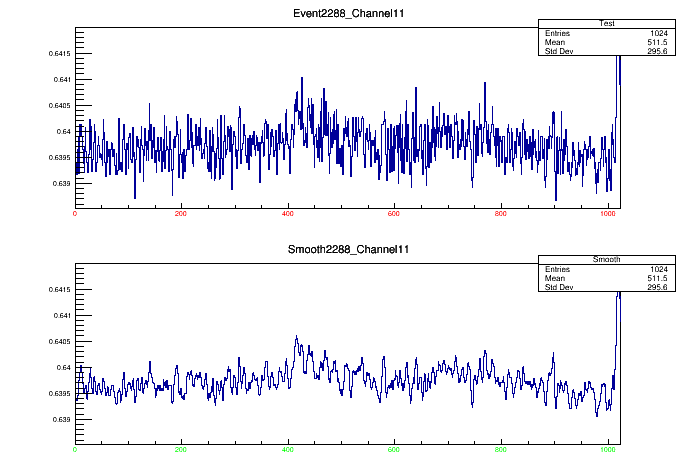 Event2288_Channel11
Test
Entries 1024
Mean 511.5
Std Dev 295.6
0.6415
0.641
0.6405
0.64
0.6395
0.639
0 200 400 600 800 1000
Smooth2288_Channel11
Smooth
Entries 1024
Mean 511.5
Std Dev 295.6
0.6415
0.641
0.6405
0.64
0.6395
0.639
0 200 400 600 800 1000